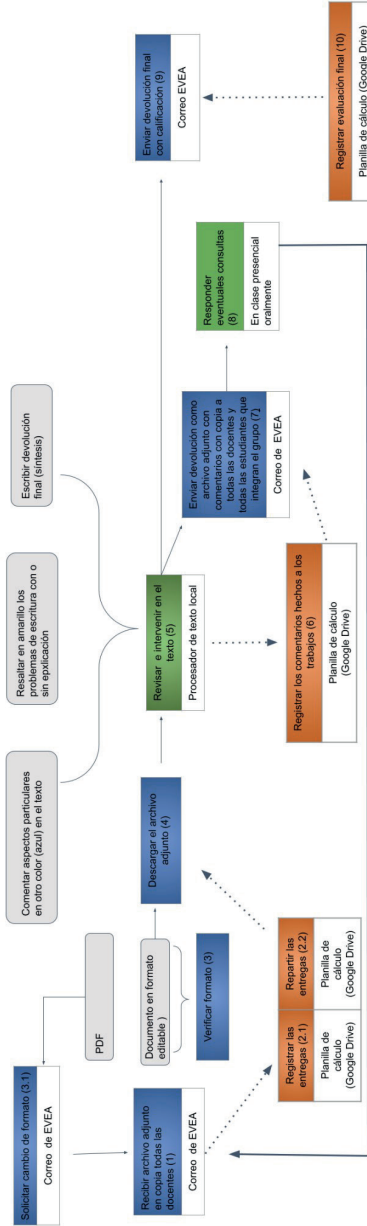 Solicitar cambio de formato (3.1)
Correo de EVEA
PDF
Recibir archivo adjunto
en copia todas las
docentes (1)
Correo de EVEA
Documento en formato
editable )
Verificar formato (3)
Registrar las
entregas (2.1)
Planilla de
cálculo
(Google Drive)
Repartir las
entregas (2.2)
Planilla de
cálculo
(Google Drive)
Descargar el archivo
adjunto (4)
Comentar aspectos particulares
en otro color (azul) en el texto
Resaltar en amarillo los
problemas de escritura con o
sin epxlicación
Escribir devolución
final (síntesis)
Revisar e intervenir en el
texto (5)
Procesador de texto local
Registrar los comentarios hechos a los
trabajos (6)
Planilla de cálculo
(Google Drive)
Enviar devolución como
archivo adjunto con
comentarios con copia a
todas las docentes y
todas las estudiantes que
integran el grupo (7)
Correo de EVEA
Responder
eventuales consultas
(8)
En clase presencial
oralmente
Enviar devolución final
con calificación (9)
Correo EVEA
Registrar evaluación final (10)
Planilla de cálculo (Google Drive)